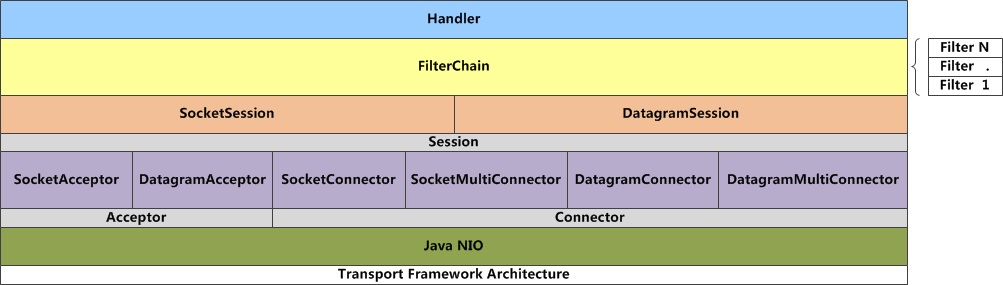 Handler
FilterChain
Filter N
Filter .
Filter 1
SocketSession DatagramSession
Session
SocketAcceptor DatagramAcceptor SocketConnector SocketMultiConnector DatagramConnector DatagramMultiConnector
Acceptor Connector
Java NIO
Transport Framework Architecture